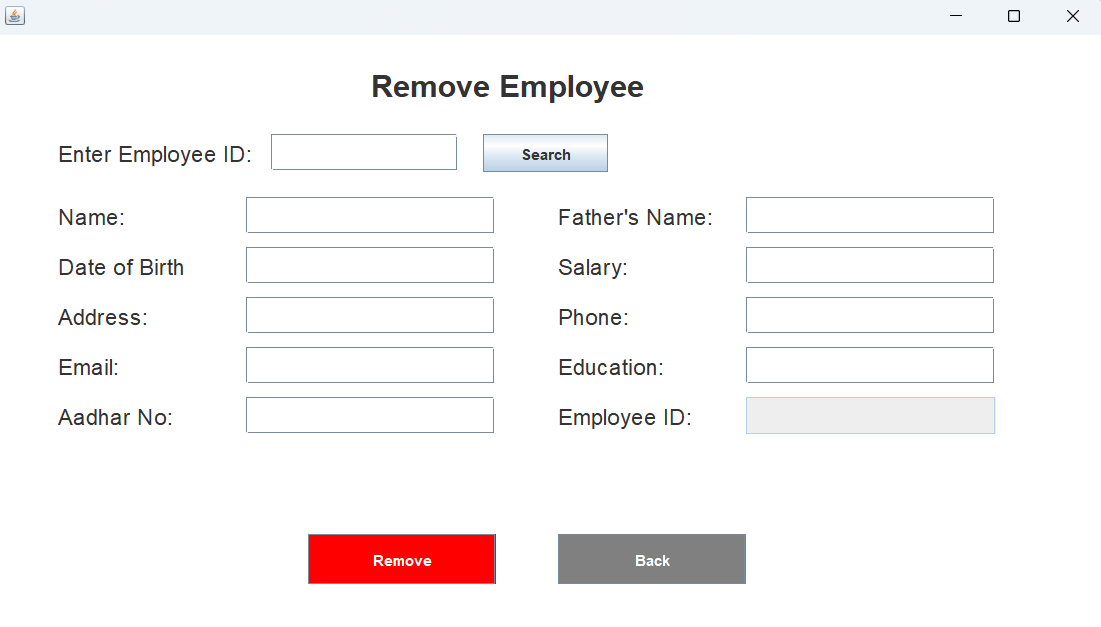 Remove Employee
Enter Employee ID: Search
Name: Father's Name:
Date of Birth Salary:
Address: Phone:
Email: Education:
Aadhar No: Employee ID:
Remove Back